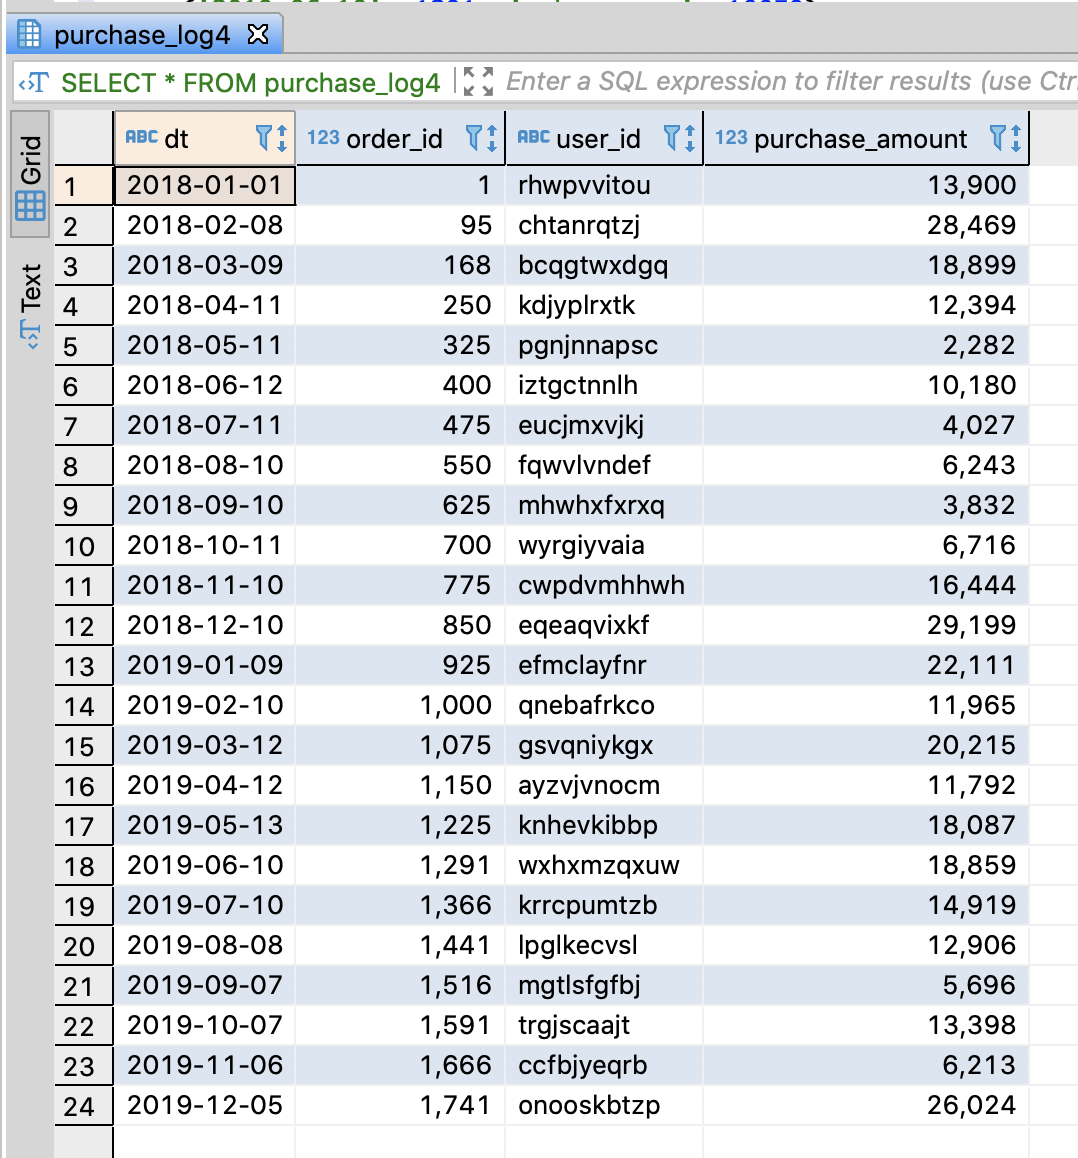 purchase_log4
SELECT * FROM purchase_log4 Enter a SQL expression to filter results (use Ctr
Grid
Text
ABC dt 123 order_id ABC user_id 123 purchase_amount
1 2018-01-01 1 rhwpvvitou 13,900
2 2018-02-08 95 chtanrqtzj 28,469
3 2018-03-09 168 bcqgtwxdgq 18,899
4 2018-04-11 250 kdjyplrxtk 12,394
5 2018-05-11 325 pgnjnnapsc 2,282
6 2018-06-12 400 iztgctnnlh 10,180
7 2018-07-11 475 eucjmxvjkj 4,027
8 2018-08-10 550 fqwvlvndef 6,243
9 2018-09-10 625 mhwhxfxrxq 3,832
10 2018-10-11 700 wyrgiyvaia 6,716
11 2018-11-10 775 cwpdvmhhwh 16,444
12 2018-12-10 850 eqeaqvixkf 29,199
13 2019-01-09 925 efmclayfnr 22,111
14 2019-02-10 1,000 qnebafrkco 11,965
15 2019-03-12 1,075 gsvqniykgx 20,215
16 2019-04-12 1,150 ayzvjvnocm 11,792
17 2019-05-13 1,225 knhevkibbp 18,087
18 2019-06-10 1,291 wxhxmzqxuw 18,859
19 2019-07-10 1,366 krrcpumtzb 14,919
20 2019-08-08 1,441 lpglkecvsl 12,906
21 2019-09-07 1,516 mgtlsfgfbj 5,696
22 2019-10-07 1,591 trgjscaajt 13,398
23 2019-11-06 1,666 ccfbjyeqrb 6,213
24 2019-12-05 1,741 onooskbtzp 26,024